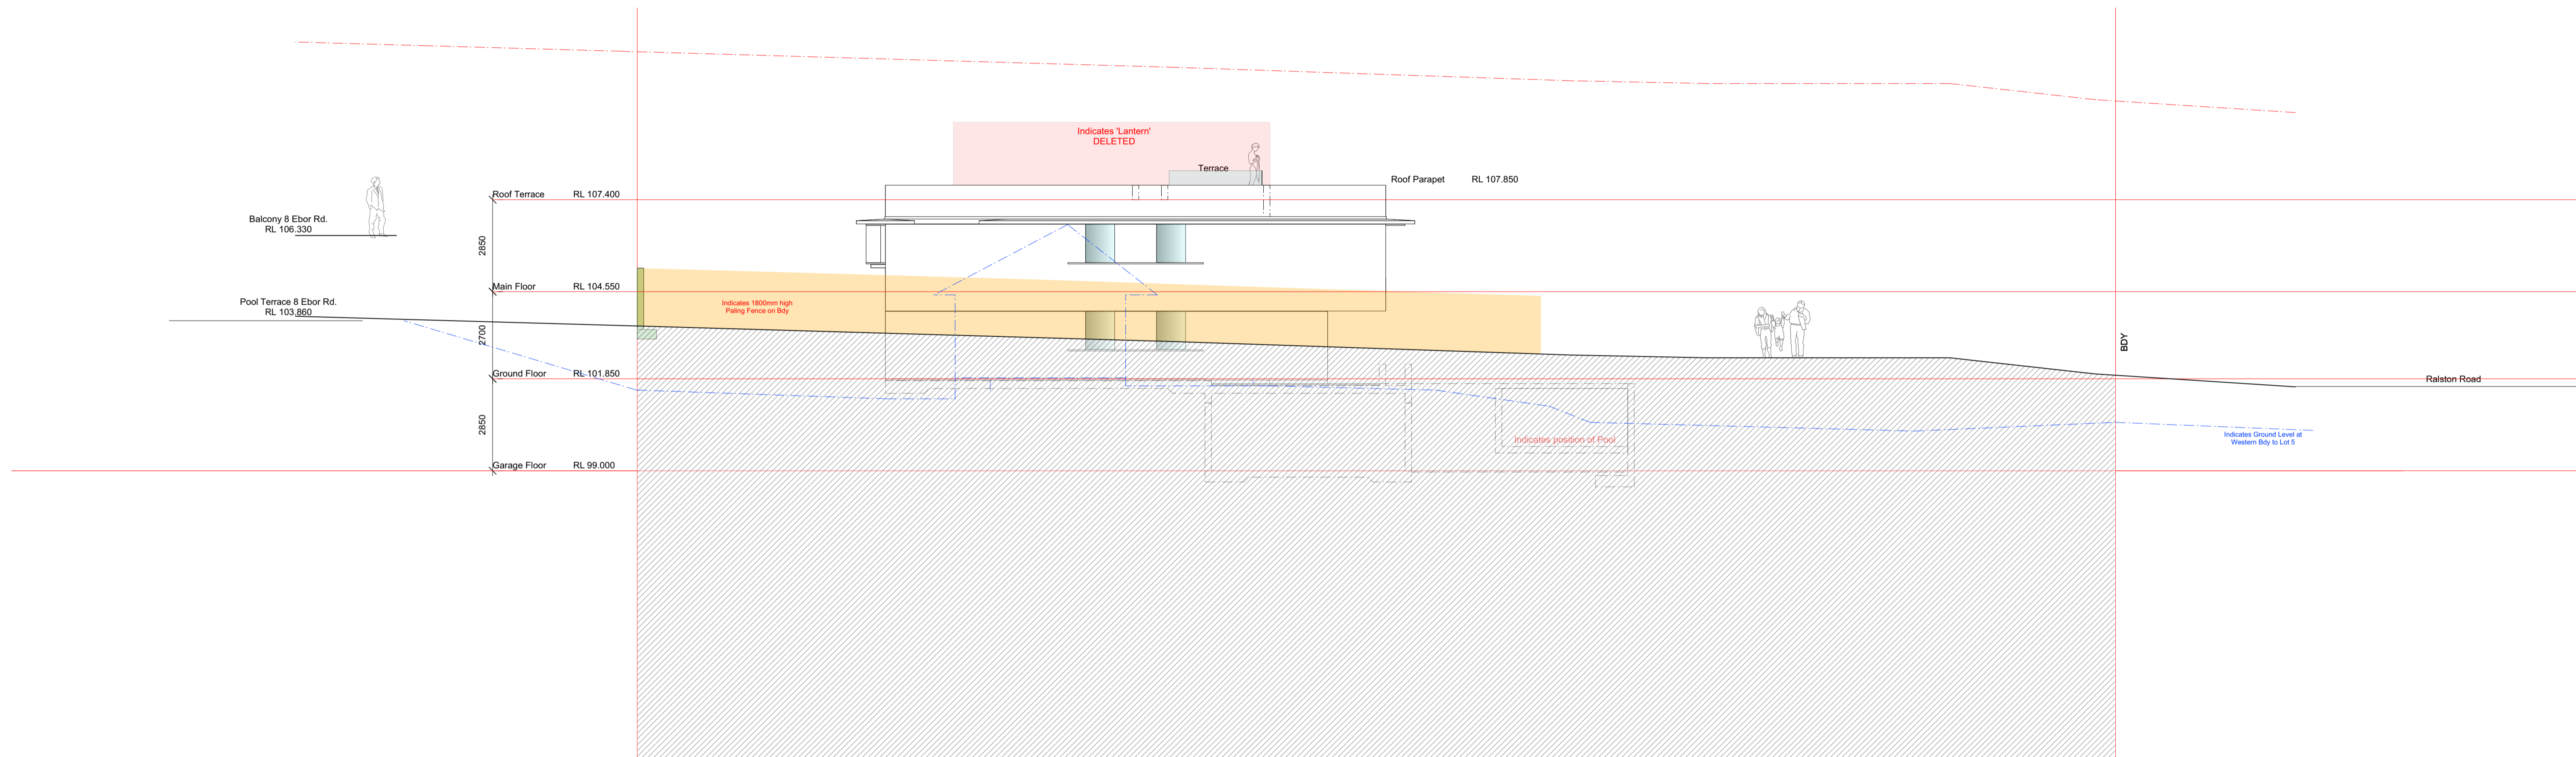 Indicates 'Lantern'
DELETED
Terrace
Roof Parapet RL 107.850
Roof Terrace RL 107.400
Balcony 8 Ebor Rd.
RL 106.330
2850
Main Floor RL 104.550
Indicates 1800mm high
Paling Fence on Bdy
Pool Terrace 8 Ebor Rd.
RL 103.860
2700
BDY
Ground Floor RL 101.850
Ralston Road
2850
Indicates position of Pool
Indicates Ground Level at
Western Bdy to Lot 5
Garage Floor RL 99.000